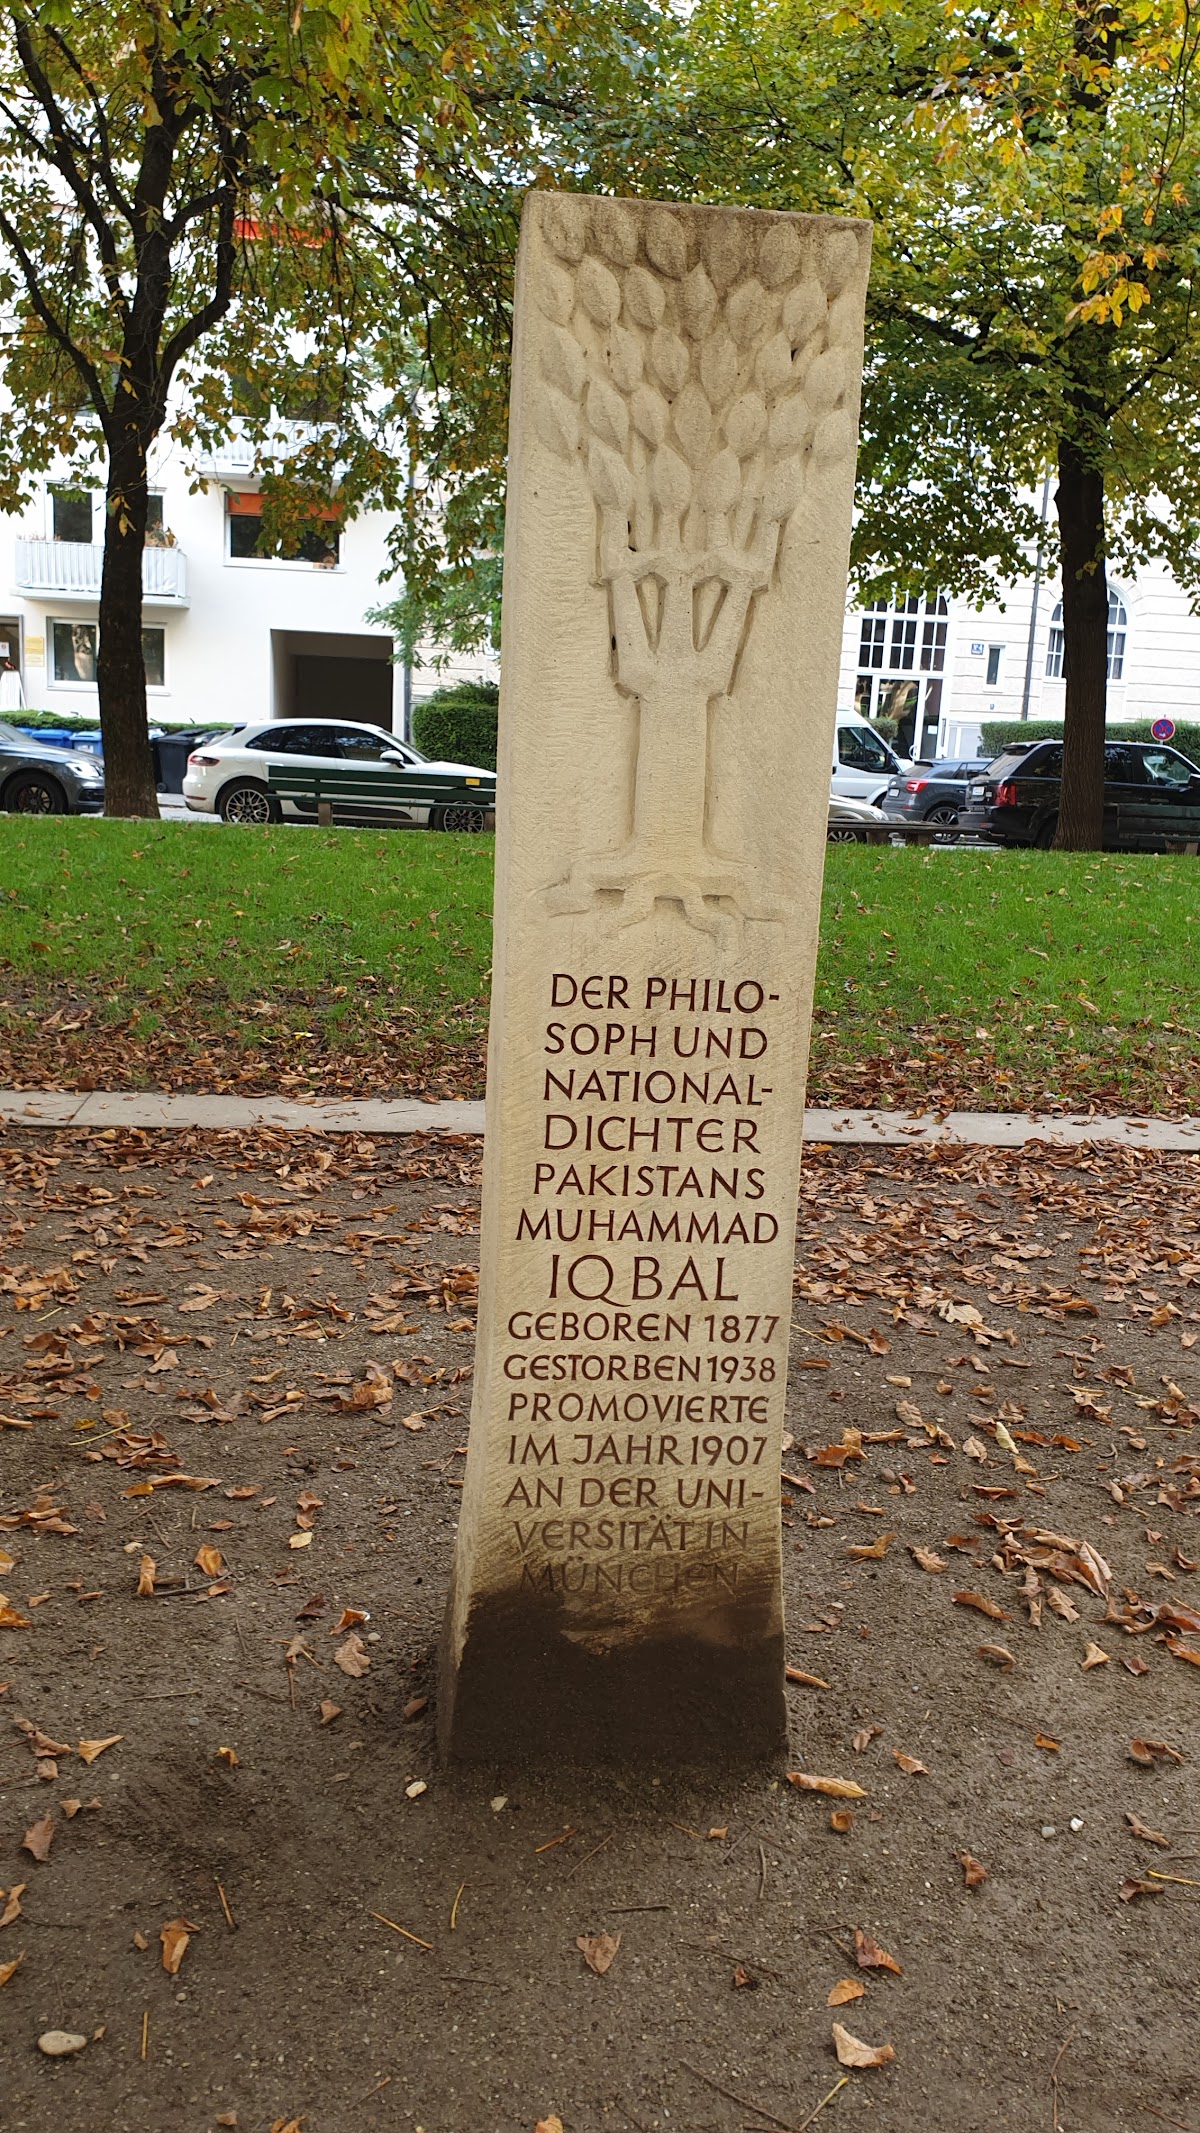 DER PHILO-
SOPH UND
NATIONAL-
DICHTER
PAKISTANS
MUHAMMAD
IQBAL
GEBOREN 1877
GESTORBEN 1938
PROMOVIERTE
IM JAHR 1907
AN DER UNI-
VERSITÄT IN
MÜNCHEN